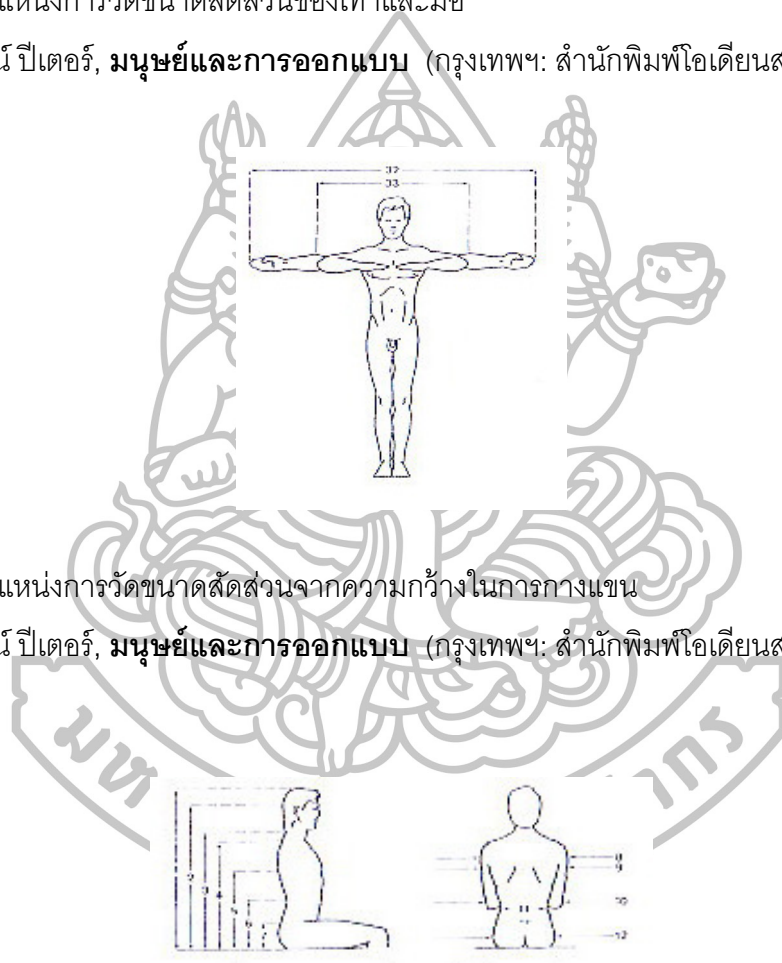 แหน่งการวัดขนาดสัดส่วนของเท้าและมือ
น์ ปีเตอร์, มนุษย์และการออกแบบ (กรุงเทพฯ: สำนักพิมพ์โอเดียนส
32
33
แหน่งการวัดขนาดสัดส่วนจากความกว้างในการกางแขน
น์ ปีเตอร์, มนุษย์และการออกแบบ (กรุงเทพฯ: สำนักพิมพ์โอเดียนส
8
9
10
12